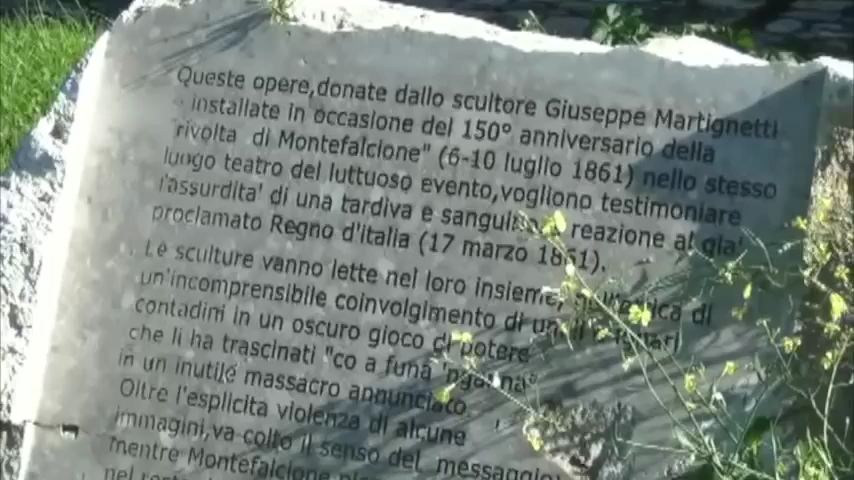 Queste opere,donate dallo scultore Giuseppe Martignetti
installate in occasione del 150° anniversario della
rivolta di Montefalcione" (6-10 luglio 1861) nello stesso
luogo teatro del luttuoso evento,vogliono testimoniare
l'assurdita' di una tardiva e reazione al gia'
proclamato Regno d'italia (17 marzo 1861).
Le sculture vanno lette nel loro insieme, di
un'incomprensibile coinvolgimento di
contadini in un oscuro gioco di potere
che li ha trascinati "co a funa
in un inutile massacro annunciato.
Oltre l'esplicita violenza di alcune
immagini,va colto il senso del messaggio:
mentre Montefalcione
nel